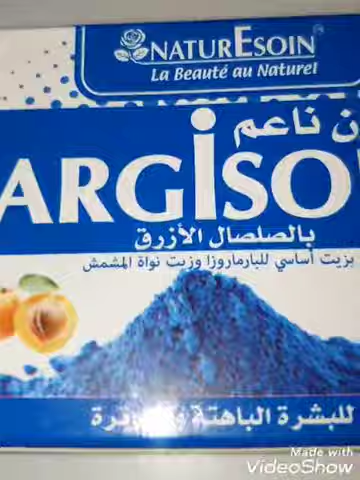 NATURESOIN®
La Beauté au Naturel
ناعم
ARGISO
بالصلصال الأزرق
بزيت أساسي للبارماروزا وزيت نواة المشمش
للبشرة الباهتة
Made with
VideoShow